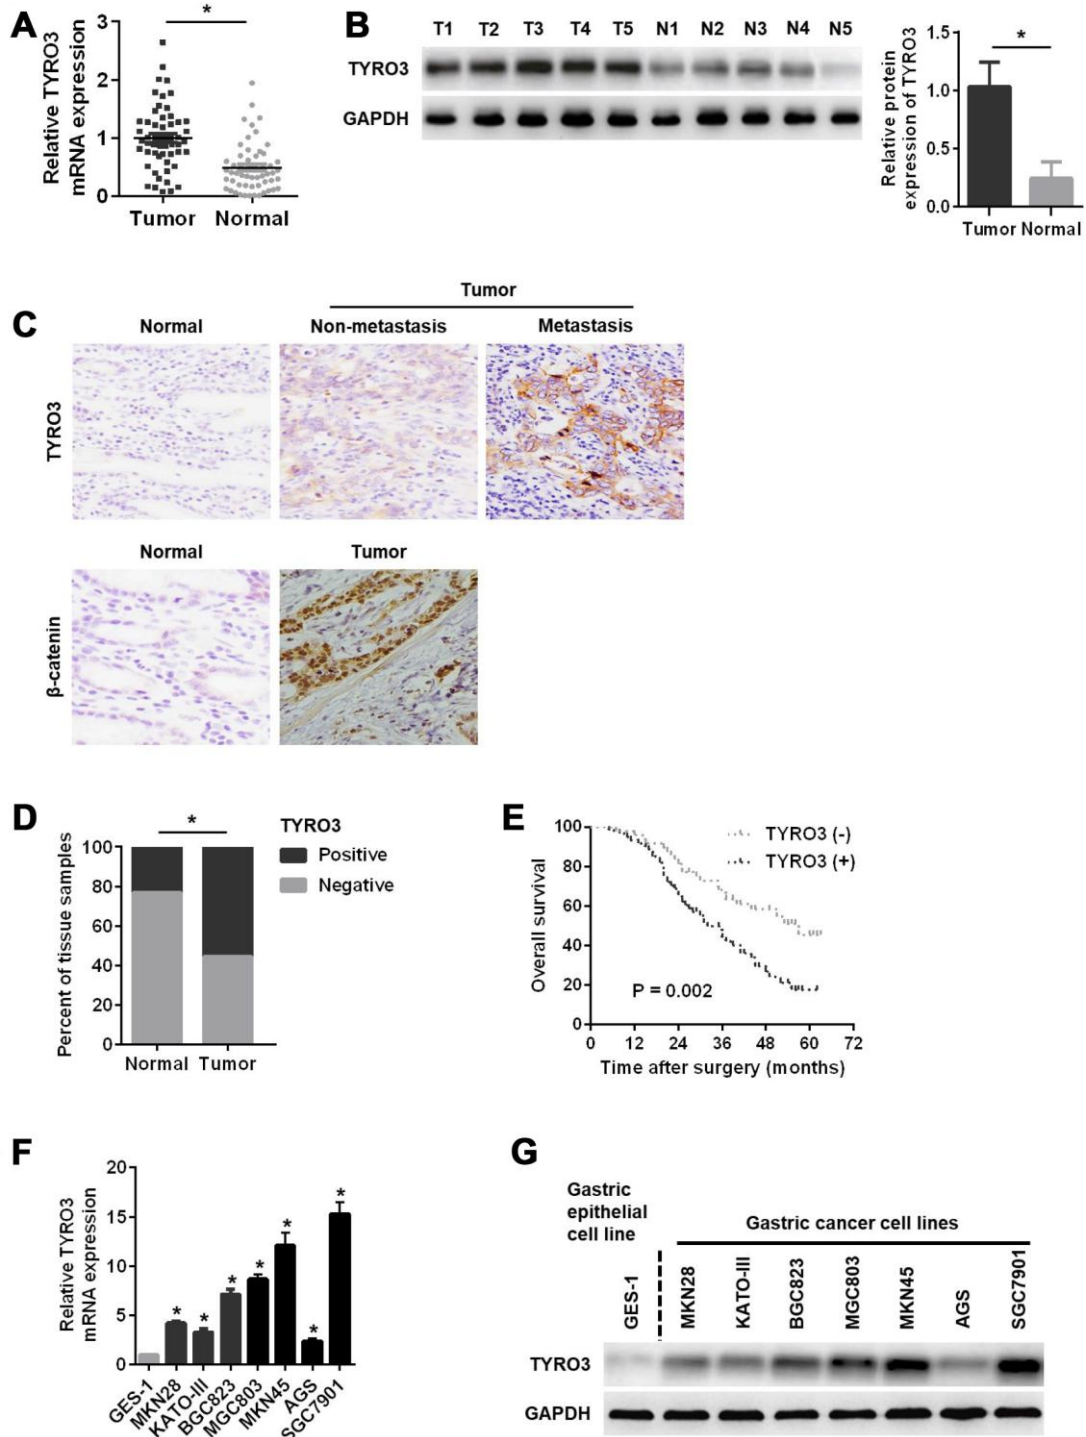 A
Relative TYRO3
mRNA expression
3
2
1
0
*
Tumor
Normal
B
T1 T2 T3 T4 T5 N1 N2 N3 N4 N5
TYRO3
GAPDH
Relative protein
expression of TYRO3
1.5
1.0
0.5
0.0
*
Tumor Normal
C
Tumor
Normal
Non-metastasis
Metastasis
TYRO3
Normal
Tumor
β-catenin
D
Percent of tissue samples
100
80
60
40
20
0
*
Normal Tumor
TYRO3
Positive
Negative
E
Overall survival
100
80
60
40
20
0
TYRO3 (-)
TYRO3 (+)
P = 0.002
0 12 24 36 48 60 72
Time after surgery (months)
F
Relative TYRO3
mRNA expression
20
15
10
5
0
* * * * * * *
GES-1 MKN28 KATO-III BGC823 MGC803 MKN45 AGS SGC7901
G
Gastric
epithelial
cell line
Gastric cancer cell lines
GES-1 MKN28 KATO-III BGC823 MGC803 MKN45 AGS SGC7901
TYRO3
GAPDH